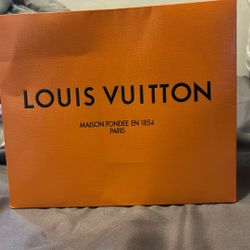 LOUIS VUITTON
MAISON FONDEE EN 1854
PARIS